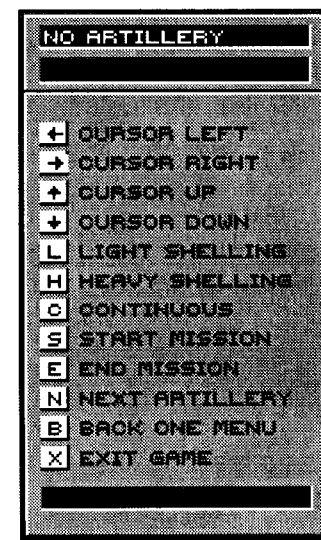 NO ARTILLERY
← CURSOR LEFT
→ CURSOR RIGHT
↑ CURSOR UP
↓ CURSOR DOWN
L LIGHT SHELLING
H HEAVY SHELLING
C CONTINUOUS
S START MISSION
E END MISSION
N NEXT ARTILLERY
B BACK ONE MENU
X EXIT GAME